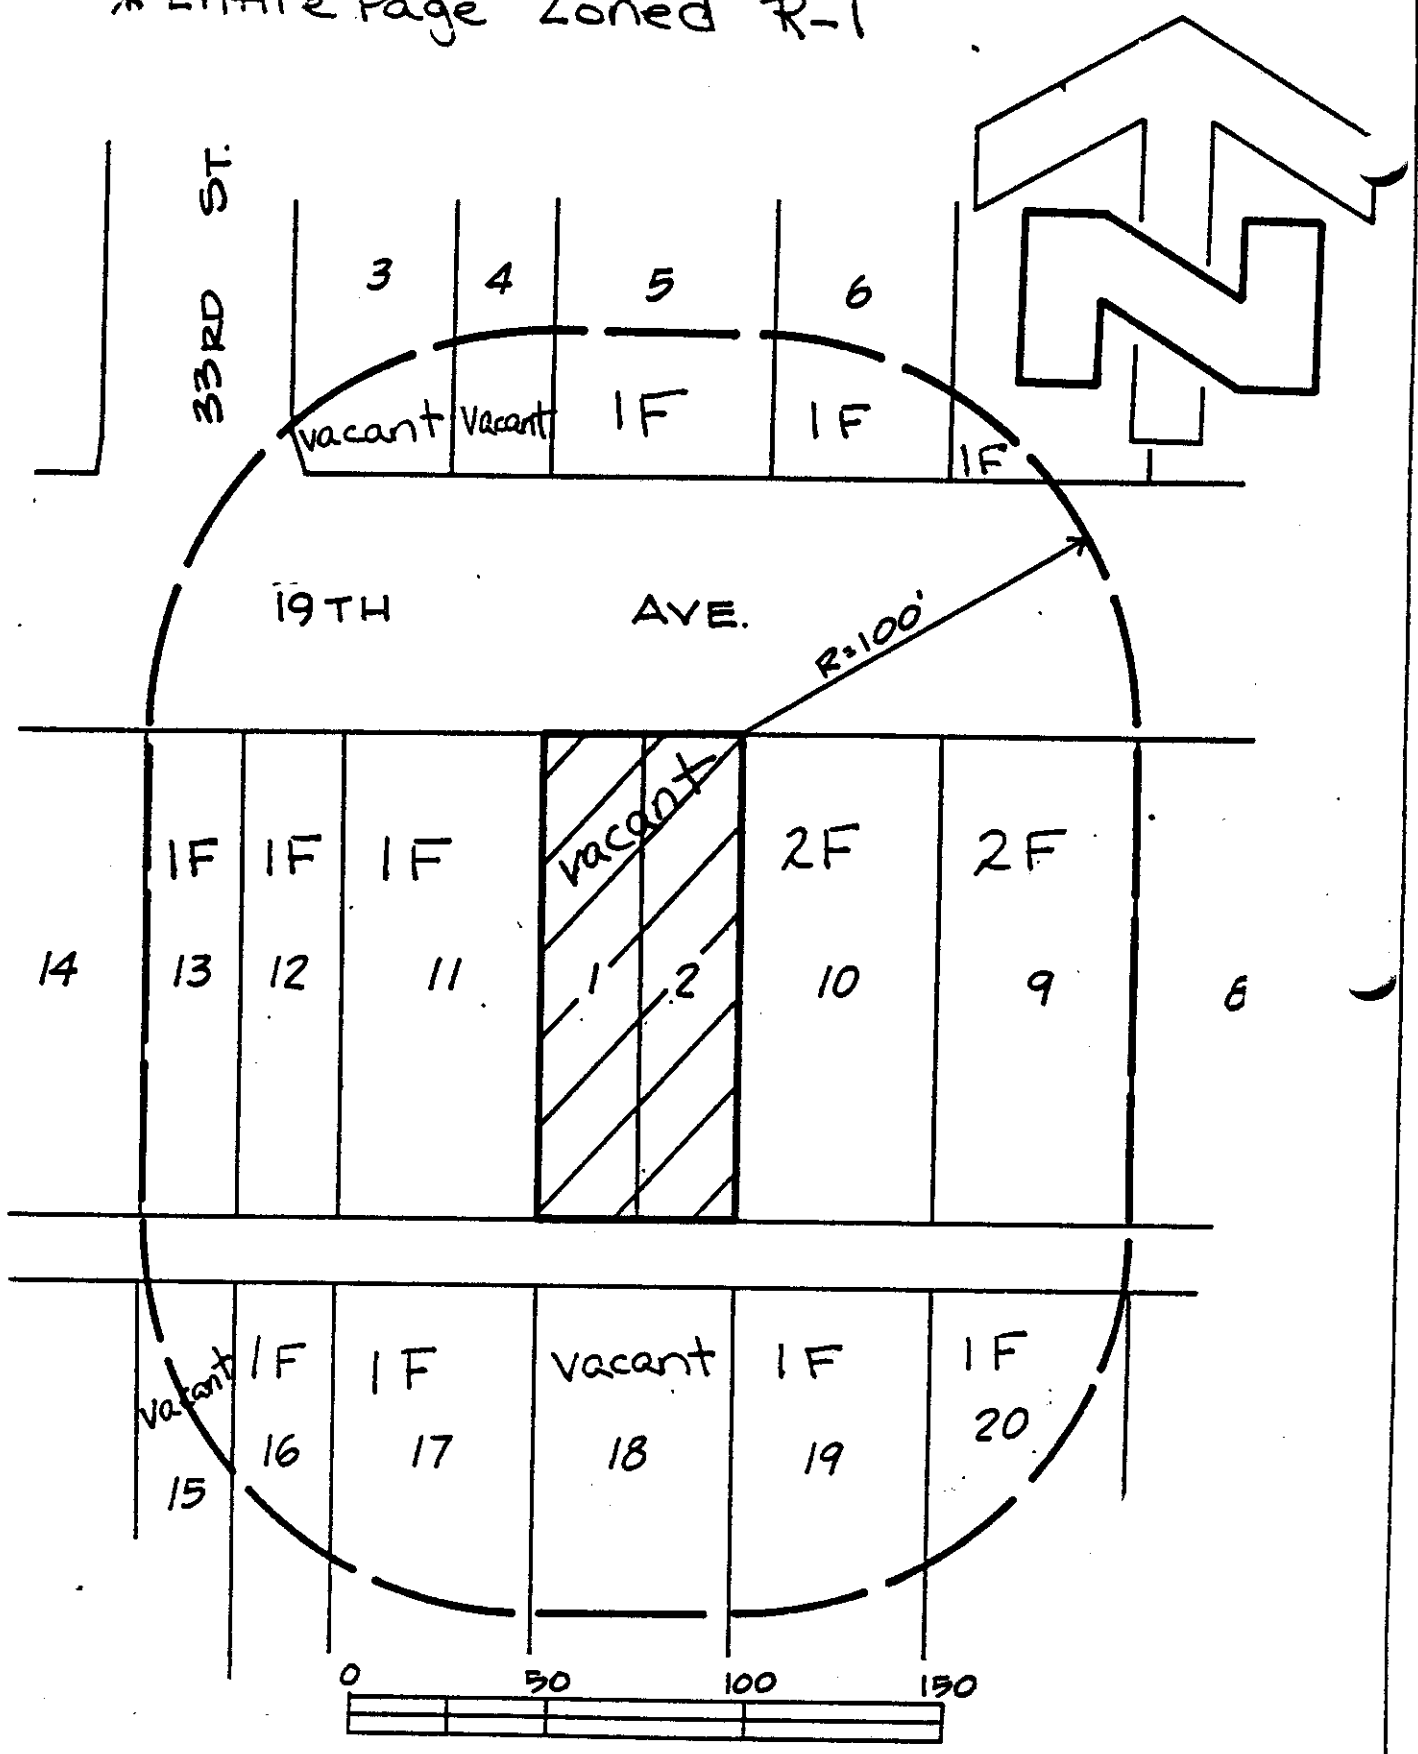 * Entire Page Zoned R-1
33RD ST.
N
3 4 5 6
vacant vacant 1F 1F 1F
19TH AVE.
R=100'
1F 1F 1F vacant 2F 2F
14 13 12 11 1 2 10 9 8
vacant 1F 1F vacant 1F 1F
15 16 17 18 19 20
0 50 100 150